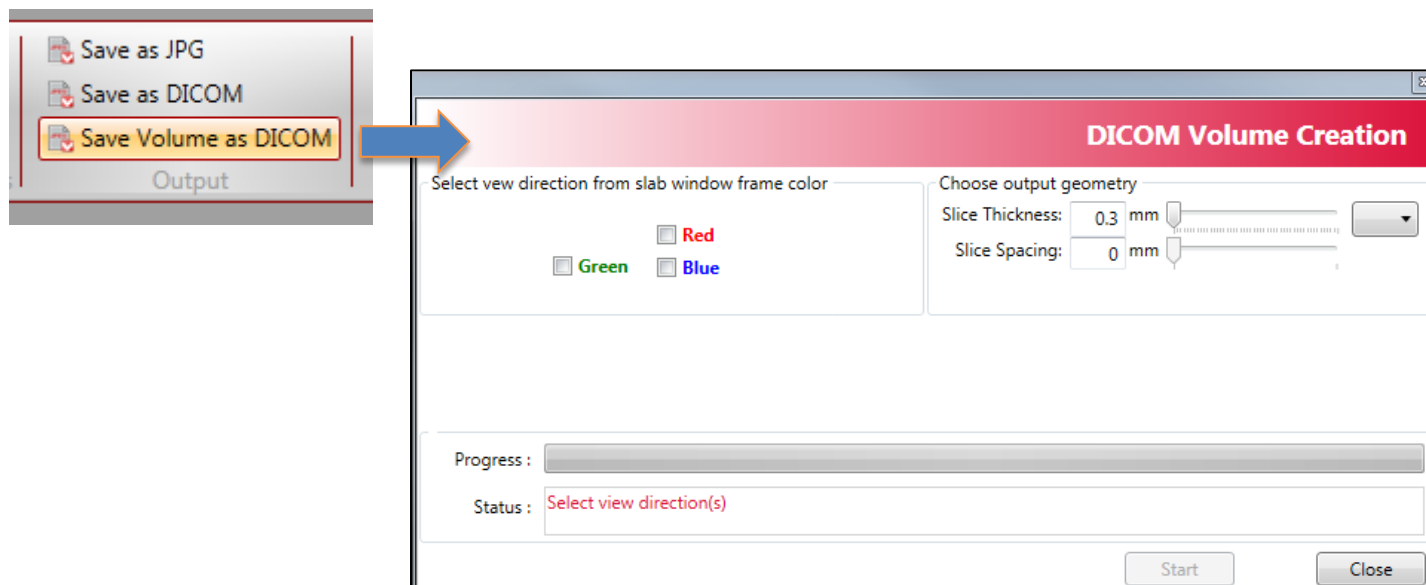 Save as JPG
Save as DICOM
Save Volume as DICOM
Output
DICOM Volume Creation
Select vew direction from slab window frame color
Red
Green
Blue
Choose output geometry
Slice Thickness: 0.3 mm
Slice Spacing: 0 mm
Progress :
Status : Select view direction(s)
Start
Close